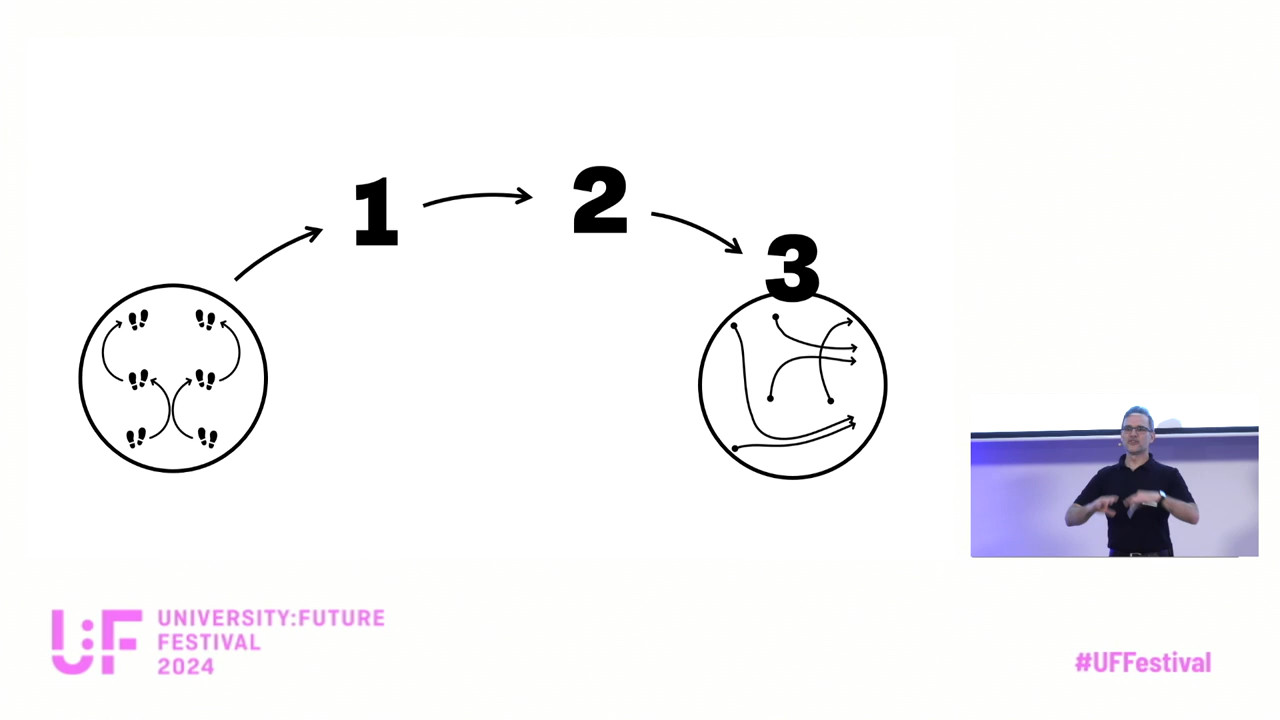 1
2
3
U:F
UNIVERSITY:FUTURE
FESTIVAL
2024
#UFFestival